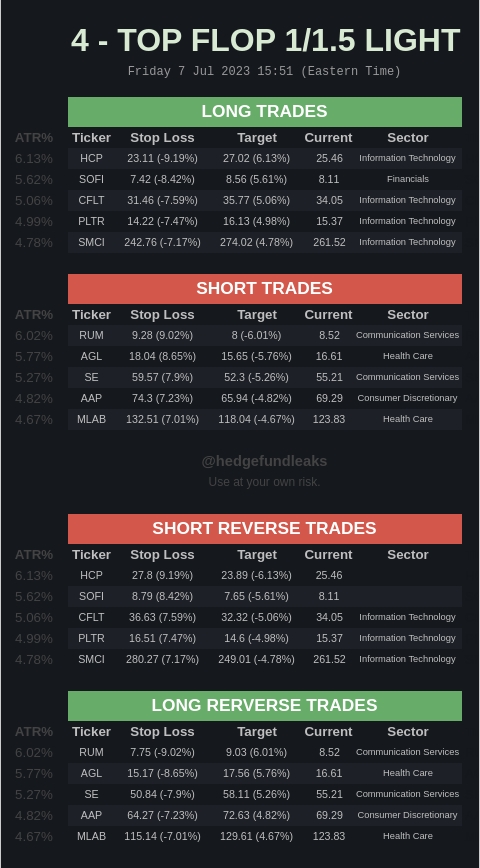 4 - TOP FLOP 1/1.5 LIGHT
Friday 7 Jul 2023 15:51 (Eastern Time)
LONG TRADES
ATR% Ticker Stop Loss Target Current Sector
6.13% HCP 23.11 (-9.19%) 27.02 (6.13%) 25.46 Information Technology
5.62% SOFI 7.42 (-8.42%) 8.56 (5.61%) 8.11 Financials
5.06% CFLT 31.46 (-7.59%) 35.77 (5.06%) 34.05 Information Technology
4.99% PLTR 14.22 (-7.47%) 16.13 (4.98%) 15.37 Information Technology
4.78% SMCI 242.76 (-7.17%) 274.02 (4.78%) 261.52 Information Technology
SHORT TRADES
ATR% Ticker Stop Loss Target Current Sector
6.02% RUM 9.28 (9.02%) 8 (-6.01%) 8.52 Communication Services
5.77% AGL 18.04 (8.65%) 15.65 (-5.76%) 16.61 Health Care
5.27% SE 59.57 (7.9%) 52.3 (-5.26%) 55.21 Communication Services
4.82% AAP 74.3 (7.23%) 65.94 (-4.82%) 69.29 Consumer Discretionary
4.67% MLAB 132.51 (7.01%) 118.04 (-4.67%) 123.83 Health Care
@hedgefundleaks
Use at your own risk.
SHORT REVERSE TRADES
ATR% Ticker Stop Loss Target Current Sector
6.13% HCP 27.8 (9.19%) 23.89 (-6.13%) 25.46
5.62% SOFI 8.79 (8.42%) 7.65 (-5.61%) 8.11
5.06% CFLT 36.63 (7.59%) 32.32 (-5.06%) 34.05 Information Technology
4.99% PLTR 16.51 (7.47%) 14.6 (-4.98%) 15.37 Information Technology
4.78% SMCI 280.27 (7.17%) 249.01 (-4.78%) 261.52 Information Technology
LONG RERVERSE TRADES
ATR% Ticker Stop Loss Target Current Sector
6.02% RUM 7.75 (-9.02%) 9.03 (6.01%) 8.52 Communication Services
5.77% AGL 15.17 (-8.65%) 17.56 (5.76%) 16.61 Health Care
5.27% SE 50.84 (-7.9%) 58.11 (5.26%) 55.21 Communication Services
4.82% AAP 64.27 (-7.23%) 72.63 (4.82%) 69.29 Consumer Discretionary
4.67% MLAB 115.14 (-7.01%) 129.61 (4.67%) 123.83 Health Care